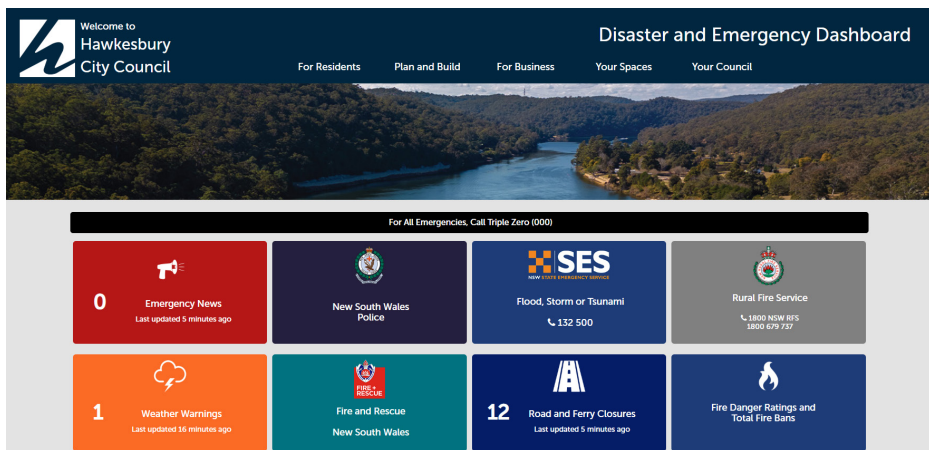 Welcome to
Hawkesbury
City Council
Disaster and Emergency Dashboard
For Residents
Plan and Build
For Business
Your Spaces
Your Council
For All Emergencies, Call Triple Zero (000)
0
Emergency News
Last updated 5 minutes ago
New South Wales
Police
SES
NSW STATE EMERGENCY SERVICE
Flood, Storm or Tsunami
132 500
Rural Fire Service
1800 NSW RFS
1800 679 737
1
Weather Warnings
Last updated 16 minutes ago
FIRE+
RESCUE
Fire and Rescue
New South Wales
12
Road and Ferry Closures
Last updated 5 minutes ago
Fire Danger Ratings and
Total Fire Bans